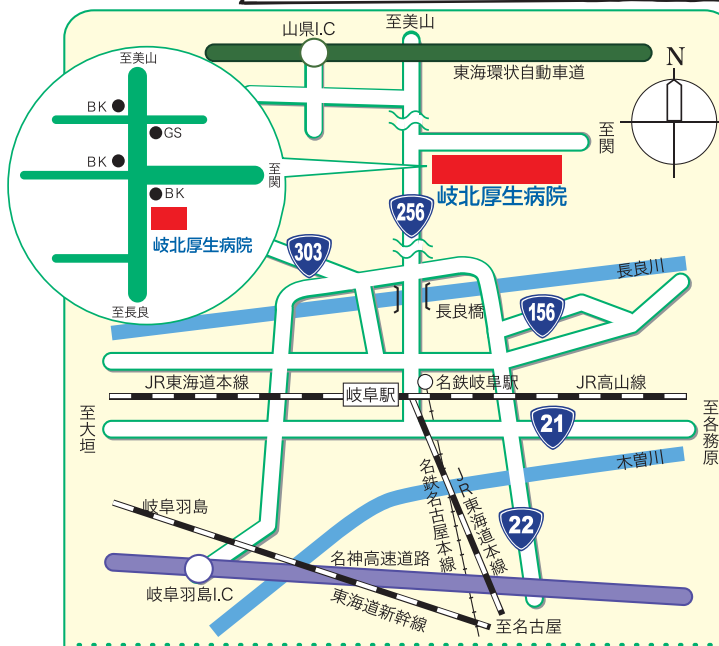 山県I.C
至美山
東海環状自動車道
N
至関
岐北厚生病院
256
至美山
BK
GS
BK
至関
BK
岐北厚生病院
至長良
303
長良川
長良橋
156
JR東海道本線
岐阜駅
名鉄岐阜駅
JR高山線
至大垣
至各務原
21
木曽川
名鉄名古屋本線
JR東海道本線
22
岐阜羽島
名神高速道路
岐阜羽島I.C
東海道新幹線
至名古屋